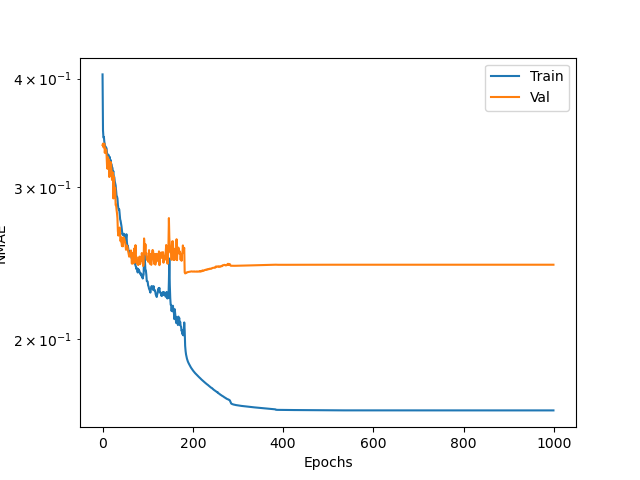 Train
Val
4 × 10⁻¹
3 × 10⁻¹
2 × 10⁻¹
NMAE
0 200 400 600 800 1000
Epochs